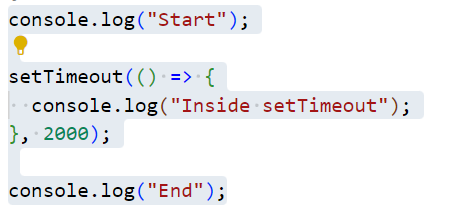 console.log("Start");
setTimeout(() => {
  console.log("Inside setTimeout");
}, 2000);
console.log("End");